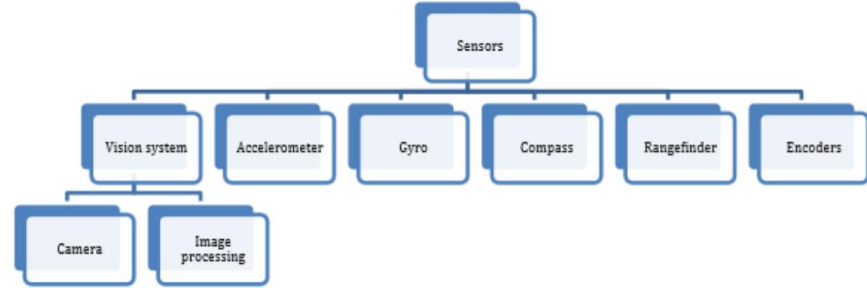 Sensors
Vision system
Accelerometer
Gyro
Compass
Rangefinder
Encoders
Camera
Image
processing